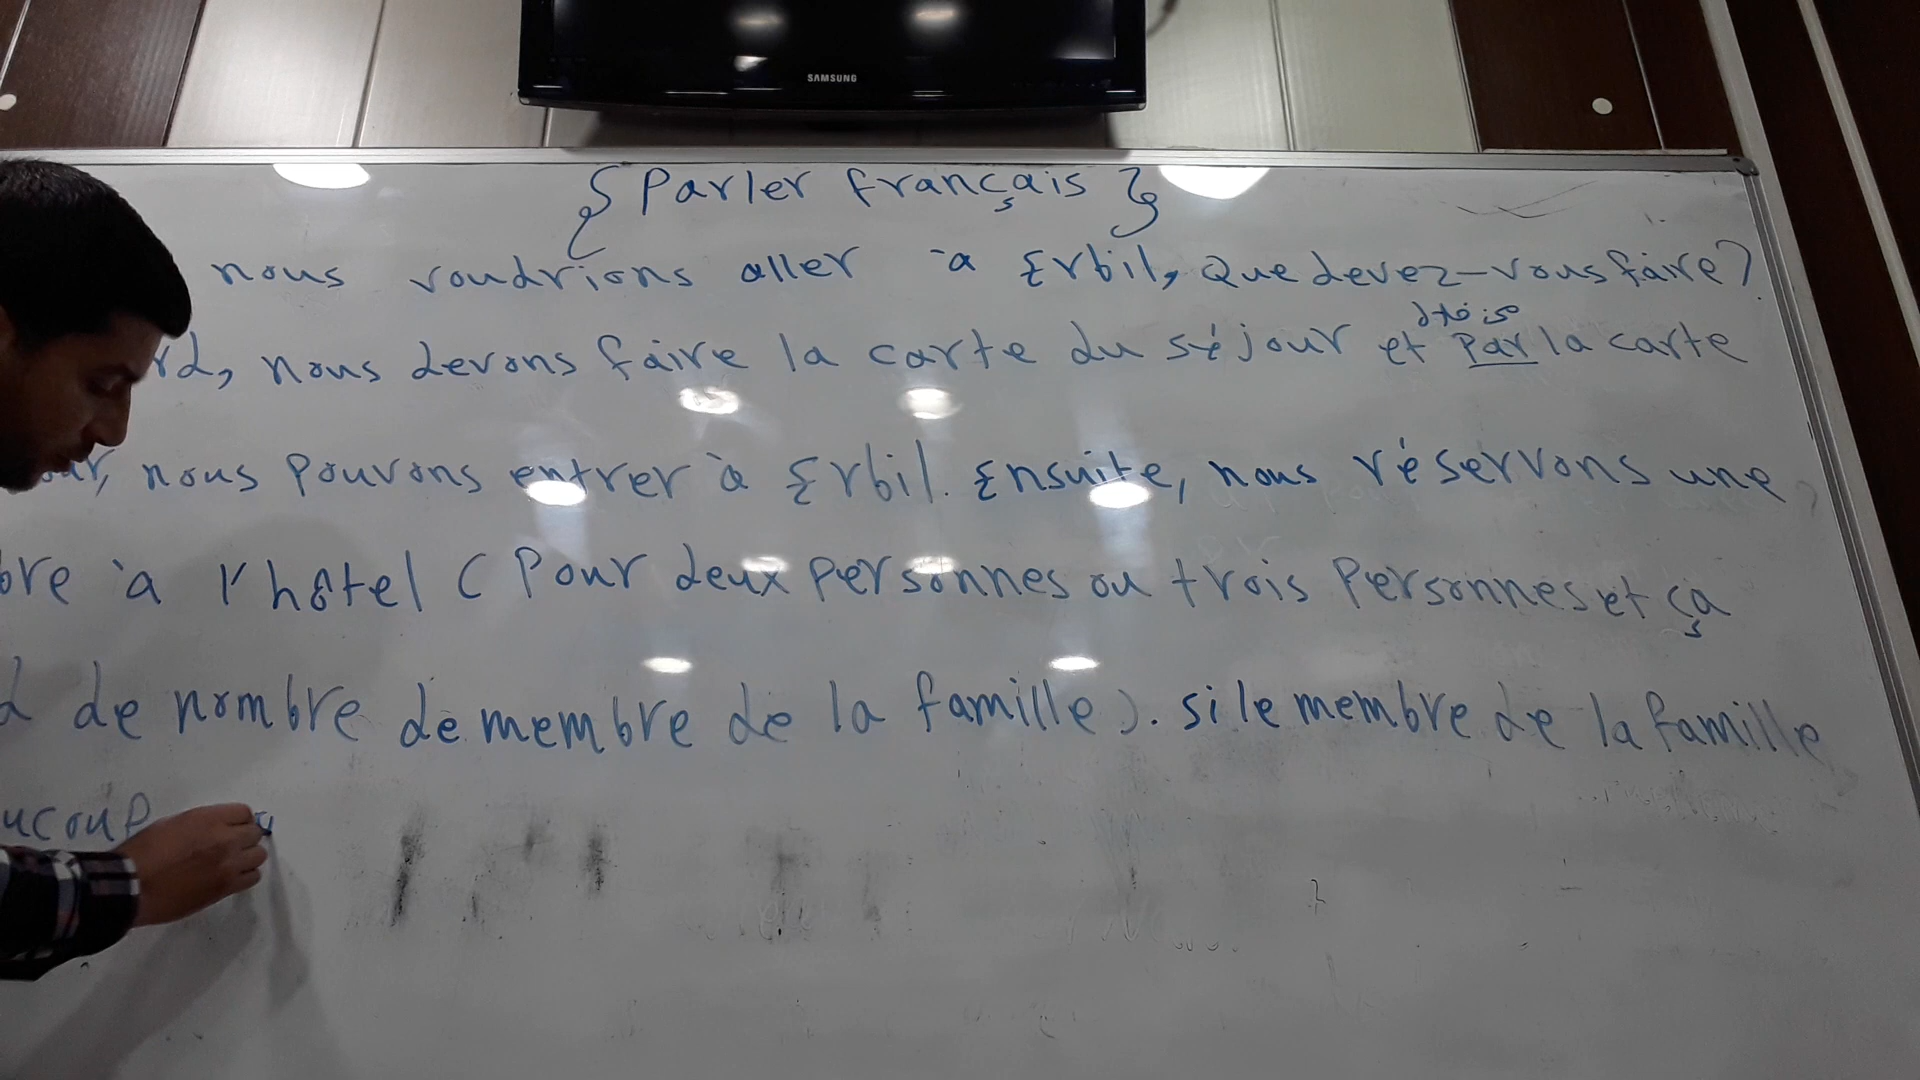 SAMSUNG
{ Parler français }
nous voudrions aller à Erbil, Que devez-vous faire?
rd, nous devons faire la carte du séjour et Par la carte
our, nous Pouvons entrer à Erbil. Ensuite, nous réservons une
bre à l'hôtel ( Pour deux Personnes ou trois Personnes et ça
d de nombre de membre de la famille ). si le membre de la famille
ucoup